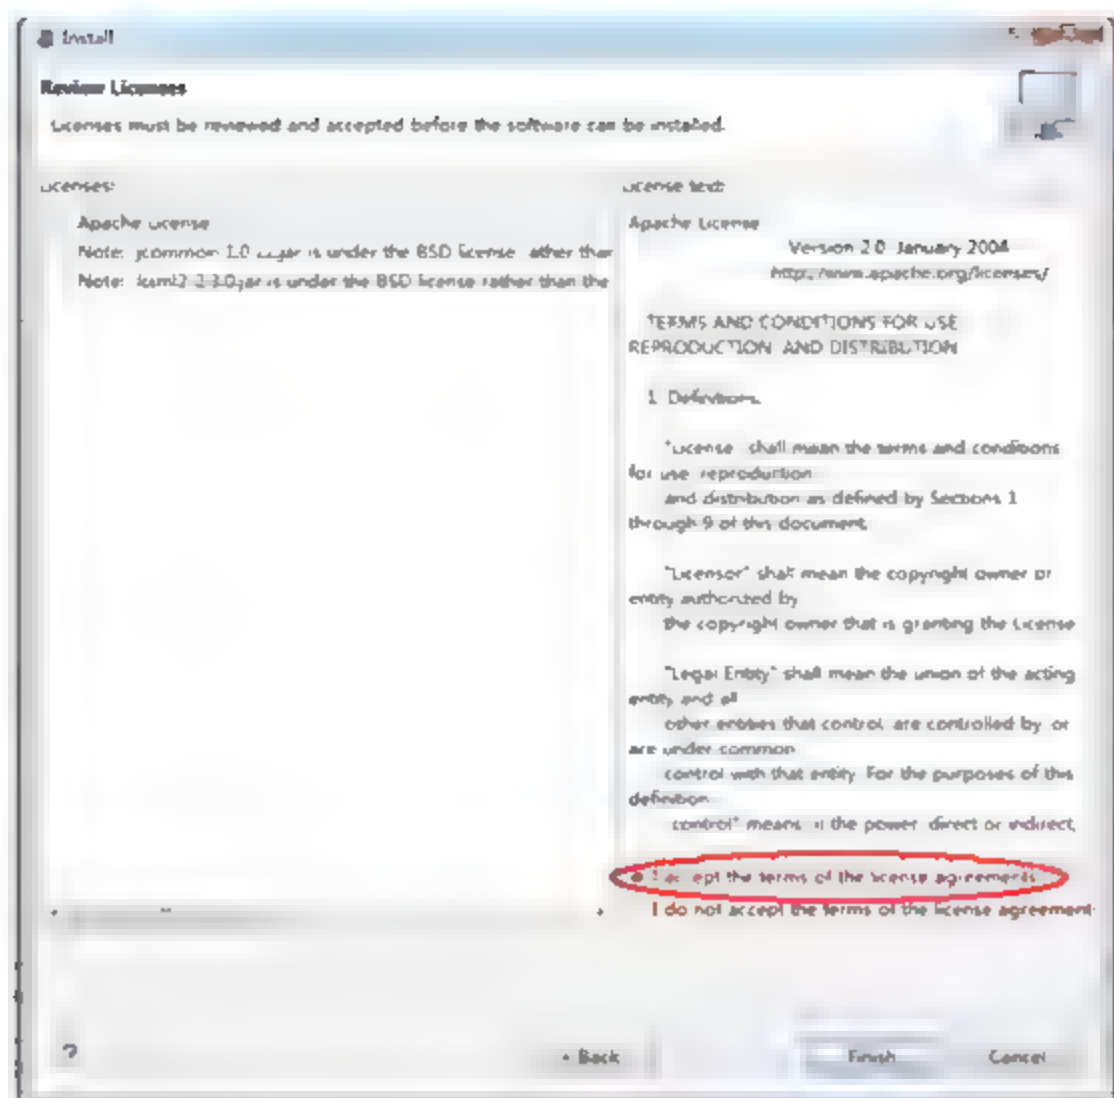 Install
Review Licenses
Licenses must be reviewed and accepted before the software can be installed.
Licenses:
Apache License
Note: jcommon-1.0 jar is under the BSD license rather than
Note: kxml2-2.3.0.jar is under the BSD license rather than the
License text:
Apache License
Version 2.0, January 2004
http://www.apache.org/licenses/
TERMS AND CONDITIONS FOR USE,
REPRODUCTION, AND DISTRIBUTION
1. Definitions.
"License" shall mean the terms and conditions
for use, reproduction,
and distribution as defined by Sections 1
through 9 of this document.
"Licensor" shall mean the copyright owner or
entity authorized by
the copyright owner that is granting the License.
"Legal Entity" shall mean the union of the acting
entity and all
other entities that control, are controlled by, or
are under common
control with that entity. For the purposes of this
definition,
"control" means (i) the power, direct or indirect,
I accept the terms of the license agreements
I do not accept the terms of the license agreement
?
< Back
Finish
Cancel